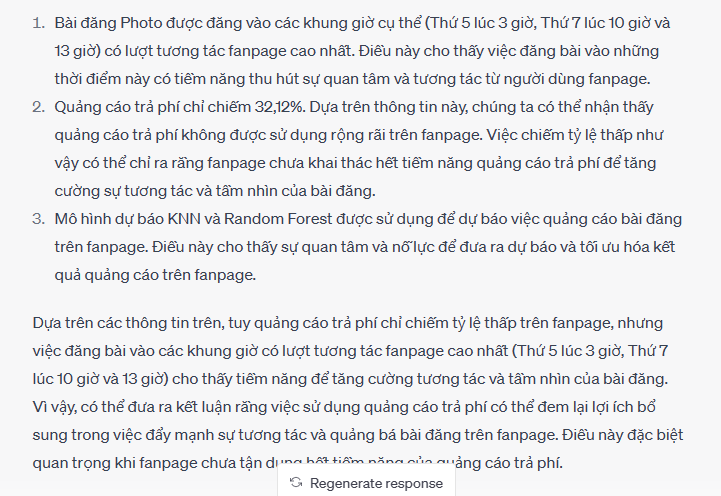 1. Bài đăng Photo được đăng vào các khung giờ cụ thể (Thứ 5 lúc 3 giờ, Thứ 7 lúc 10 giờ và
13 giờ) có lượt tương tác fanpage cao nhất. Điều này cho thấy việc đăng bài vào những
thời điểm này có tiềm năng thu hút sự quan tâm và tương tác từ người dùng fanpage.
2. Quảng cáo trả phí chỉ chiếm 32,12%. Dựa trên thông tin này, chúng ta có thể nhận thấy
quảng cáo trả phí không được sử dụng rộng rãi trên fanpage. Việc chiếm tỷ lệ thấp như
vậy có thể chỉ ra rằng fanpage chưa khai thác hết tiềm năng quảng cáo trả phí để tăng
cường sự tương tác và tầm nhìn của bài đăng.
3. Mô hình dự báo KNN và Random Forest được sử dụng để dự báo việc quảng cáo bài đăng
trên fanpage. Điều này cho thấy sự quan tâm và nỗ lực để đưa ra dự báo và tối ưu hóa kết
quả quảng cáo trên fanpage.
Dựa trên các thông tin trên, tuy quảng cáo trả phí chỉ chiếm tỷ lệ thấp trên fanpage, nhưng
việc đăng bài vào các khung giờ có lượt tương tác fanpage cao nhất (Thứ 5 lúc 3 giờ, Thứ 7
lúc 10 giờ và 13 giờ) cho thấy tiềm năng để tăng cường tương tác và tầm nhìn của bài đăng.
Vì vậy, có thể đưa ra kết luận rằng việc sử dụng quảng cáo trả phí có thể đem lại lợi ích bổ
sung trong việc đẩy mạnh sự tương tác và quảng bá bài đăng trên fanpage. Điều này đặc biệt
quan trọng khi fanpage chưa tận dụng hết tiềm năng của quảng cáo trả phí.
Regenerate response